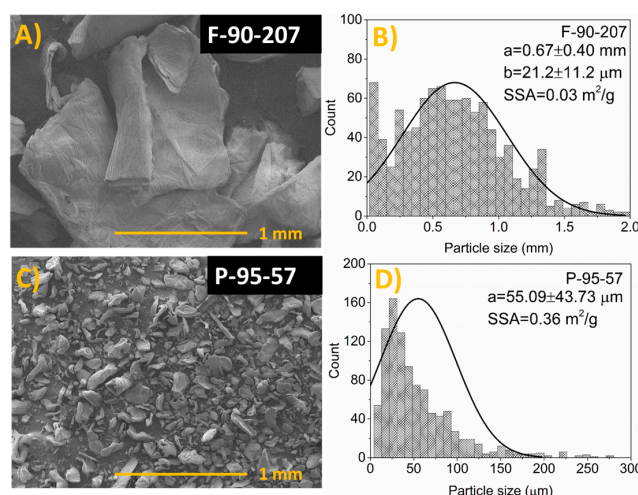 A)
F-90-207
1 mm
B)
F-90-207
a=0.67±0.40 mm
b=21.2±11.2 μm
SSA=0.03 m²/g
Count
100
80
60
40
20
0
0.0 0.5 1.0 1.5 2.0
Particle size (mm)
C)
P-95-57
1 mm
D)
P-95-57
a=55.09±43.73 μm
SSA=0.36 m²/g
Count
200
160
120
80
40
0
0 50 100 150 200 250 300
Particle size (μm)